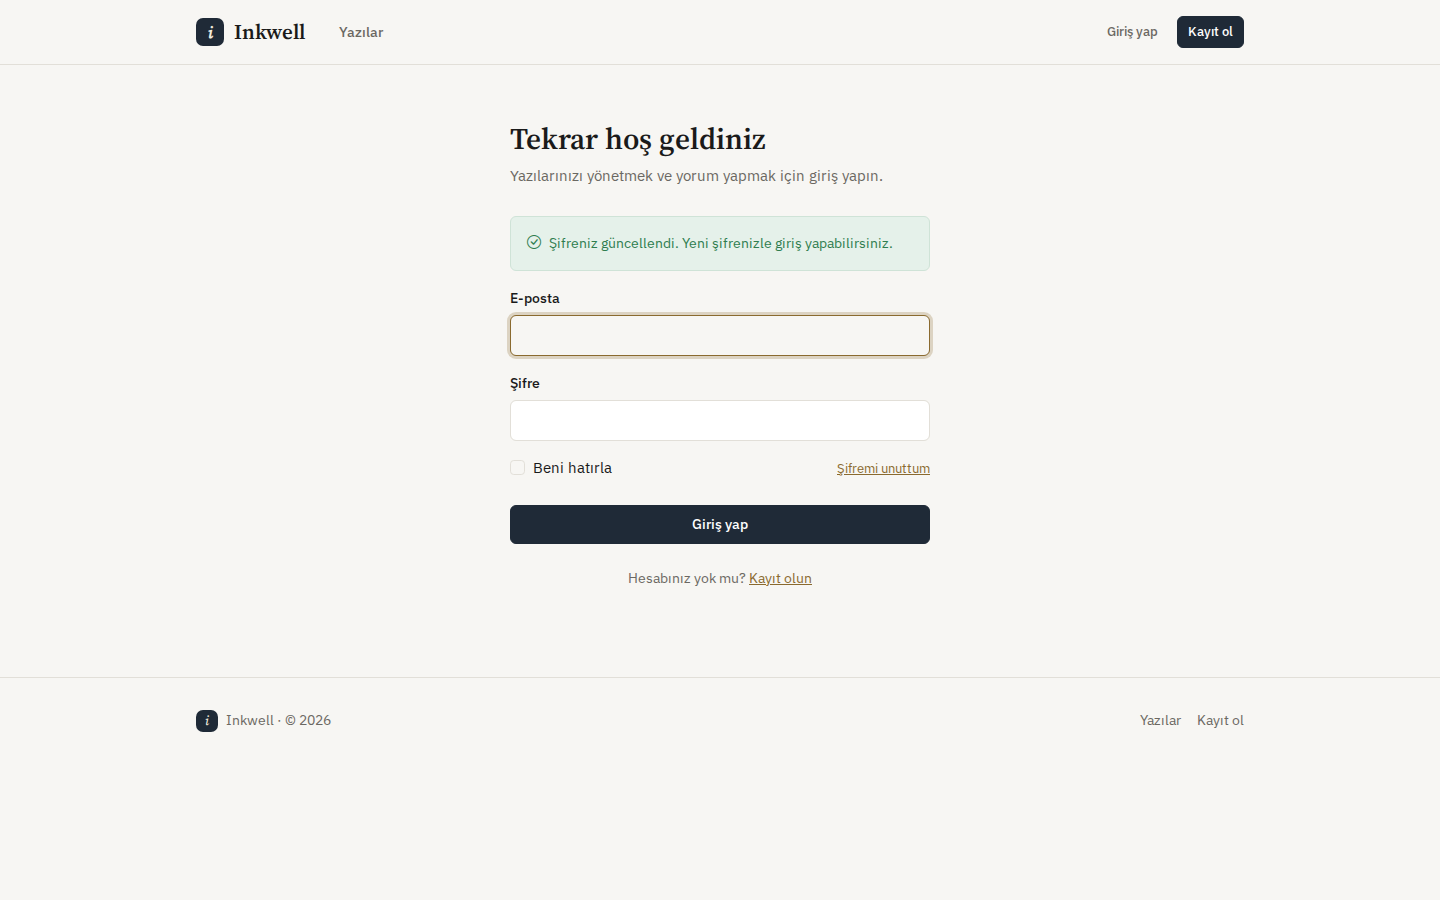 i Inkwell Yazılar Giriş yap Kayıt ol
Tekrar hoş geldiniz
Yazılarınızı yönetmek ve yorum yapmak için giriş yapın.
Şifreniz güncellendi. Yeni şifrenizle giriş yapabilirsiniz.
E-posta
Şifre
Beni hatırla Şifremi unuttum
Giriş yap
Hesabınız yok mu? Kayıt olun
i Inkwell · © 2026 Yazılar Kayıt ol